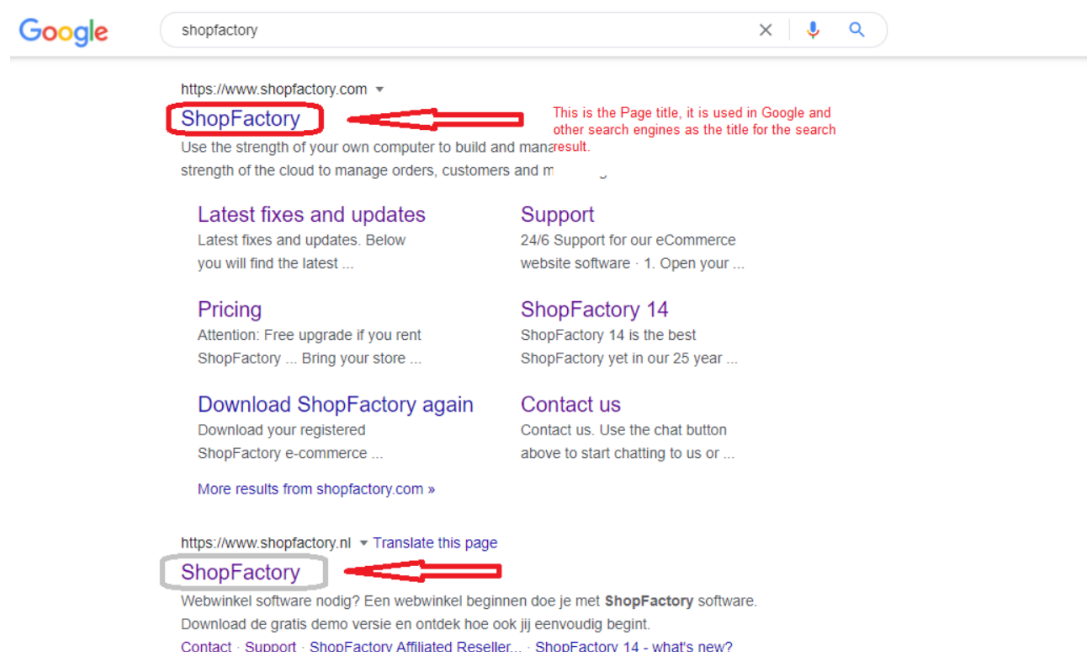 Google
shopfactory
https://www.shopfactory.com
ShopFactory
This is the Page title, it is used in Google and
other search engines as the title for the search
result.
Use the strength of your own computer to build and
strength of the cloud to manage orders, customers and
Latest fixes and updates
Latest fixes and updates. Below
you will find the latest ...
Support
24/6 Support for our eCommerce
website software · 1. Open your ...
Pricing
Attention: Free upgrade if you rent
ShopFactory ... Bring your store ...
ShopFactory 14
ShopFactory 14 is the best
ShopFactory yet in our 25 year ...
Download ShopFactory again
Download your registered
ShopFactory e-commerce ...
Contact us
Contact us. Use the chat button
above to start chatting to us or ...
More results from shopfactory.com »
https://www.shopfactory.nl Translate this page
ShopFactory
Webwinkel software nodig? Een webwinkel beginnen doe je met ShopFactory software.
Download de gratis demo versie en ontdek hoe ook jij eenvoudig begint.
Contact · Support · ShopFactory Affiliated Reseller... · ShopFactory 14 - what's new?